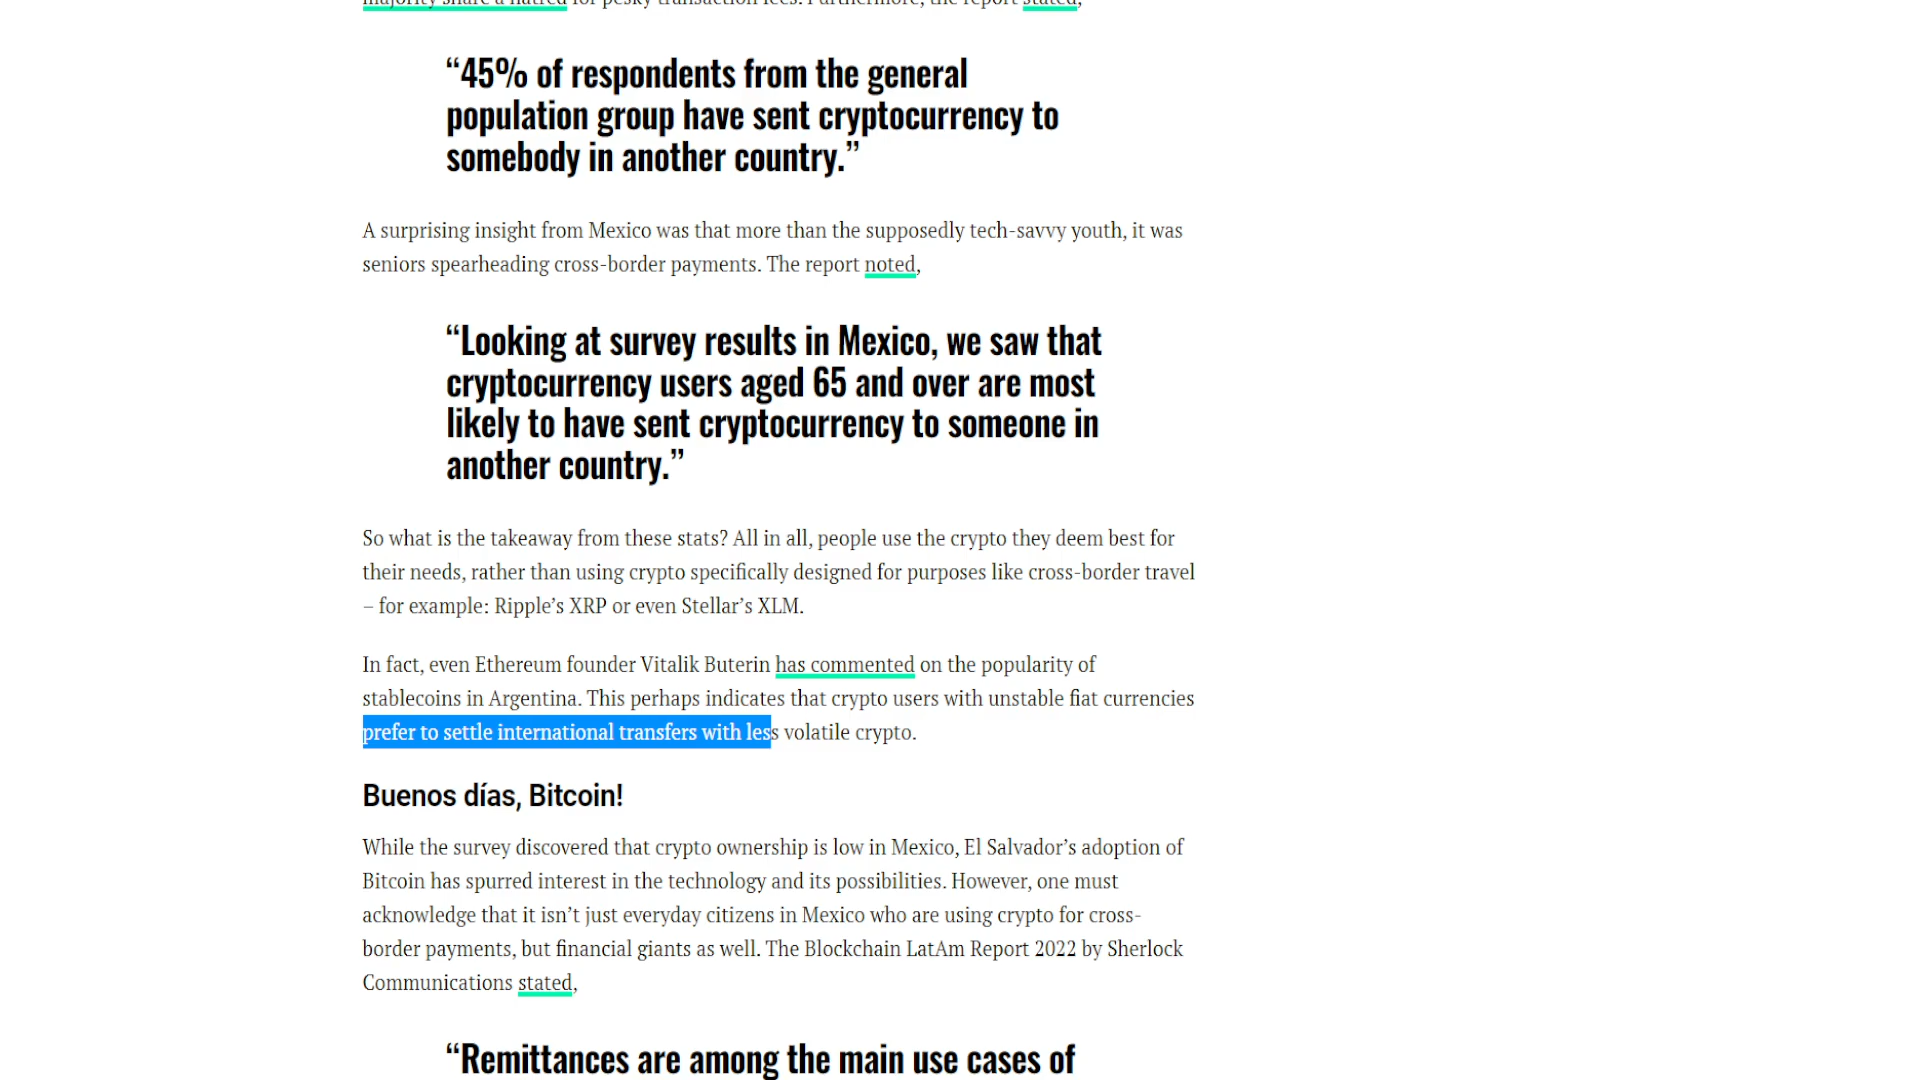 majority share a hatred for pesky transaction fees. Furthermore, the report stated,
“45% of respondents from the general
population group have sent cryptocurrency to
somebody in another country.”
A surprising insight from Mexico was that more than the supposedly tech-savvy youth, it was
seniors spearheading cross-border payments. The report noted,
“Looking at survey results in Mexico, we saw that
cryptocurrency users aged 65 and over are most
likely to have sent cryptocurrency to someone in
another country.”
So what is the takeaway from these stats? All in all, people use the crypto they deem best for
their needs, rather than using crypto specifically designed for purposes like cross-border travel
– for example: Ripple’s XRP or even Stellar’s XLM.
In fact, even Ethereum founder Vitalik Buterin has commented on the popularity of
stablecoins in Argentina. This perhaps indicates that crypto users with unstable fiat currencies
prefer to settle international transfers with less volatile crypto.
Buenos días, Bitcoin!
While the survey discovered that crypto ownership is low in Mexico, El Salvador’s adoption of
Bitcoin has spurred interest in the technology and its possibilities. However, one must
acknowledge that it isn’t just everyday citizens in Mexico who are using crypto for cross-
border payments, but financial giants as well. The Blockchain LatAm Report 2022 by Sherlock
Communications stated,
“Remittances are among the main use cases of